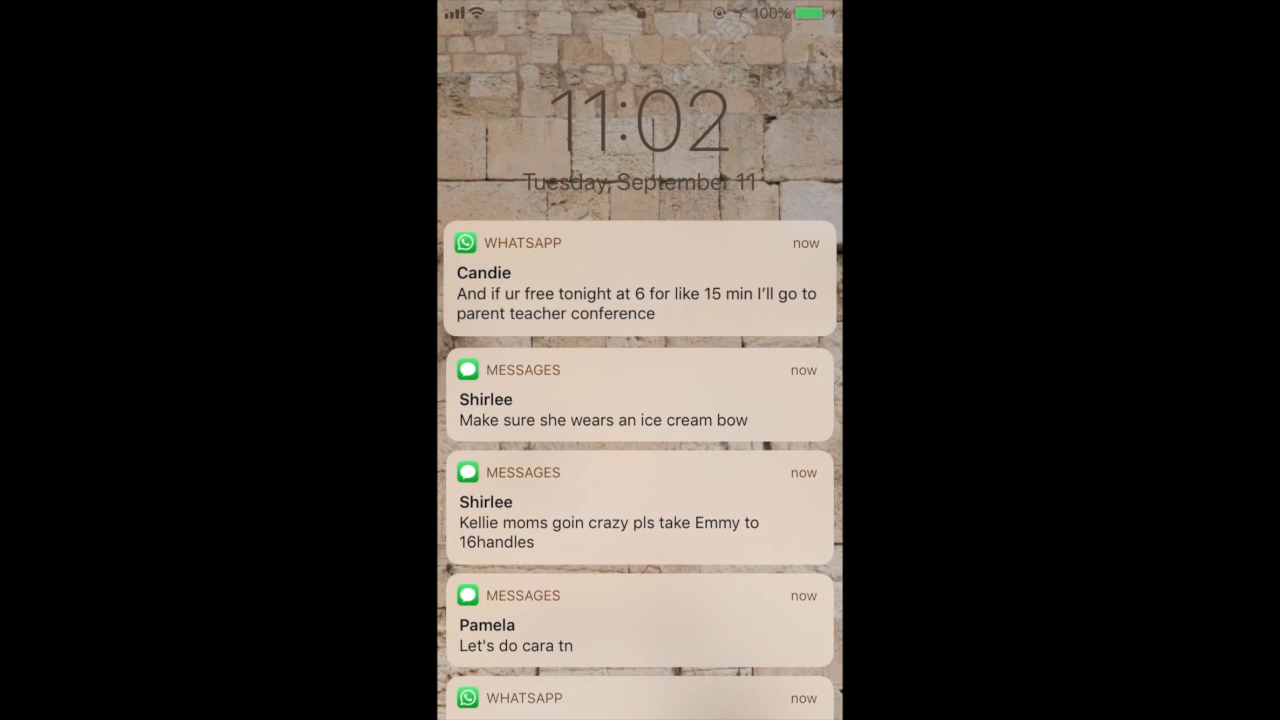 100%
11:02
Tuesday, September 11
WHATSAPP now
Candie
And if ur free tonight at 6 for like 15 min I’ll go to
parent teacher conference
MESSAGES now
Shirlee
Make sure she wears an ice cream bow
MESSAGES now
Shirlee
Kellie moms goin crazy pls take Emmy to
16handles
MESSAGES now
Pamela
Let's do cara tn
WHATSAPP now